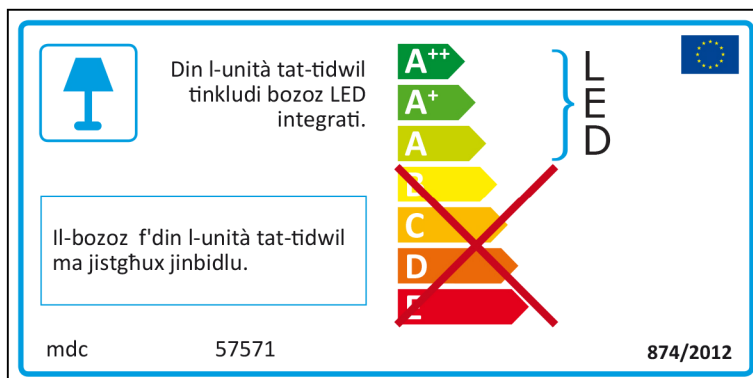 Din l-unità tat-tidwil
tinkludi bozoz LED
integrati.
A++
A+
A
B
C
D
E
LED
Il-bozoz f'din l-unità tat-tidwil
ma jistgħux jinbidlu.
mdc 57571
874/2012